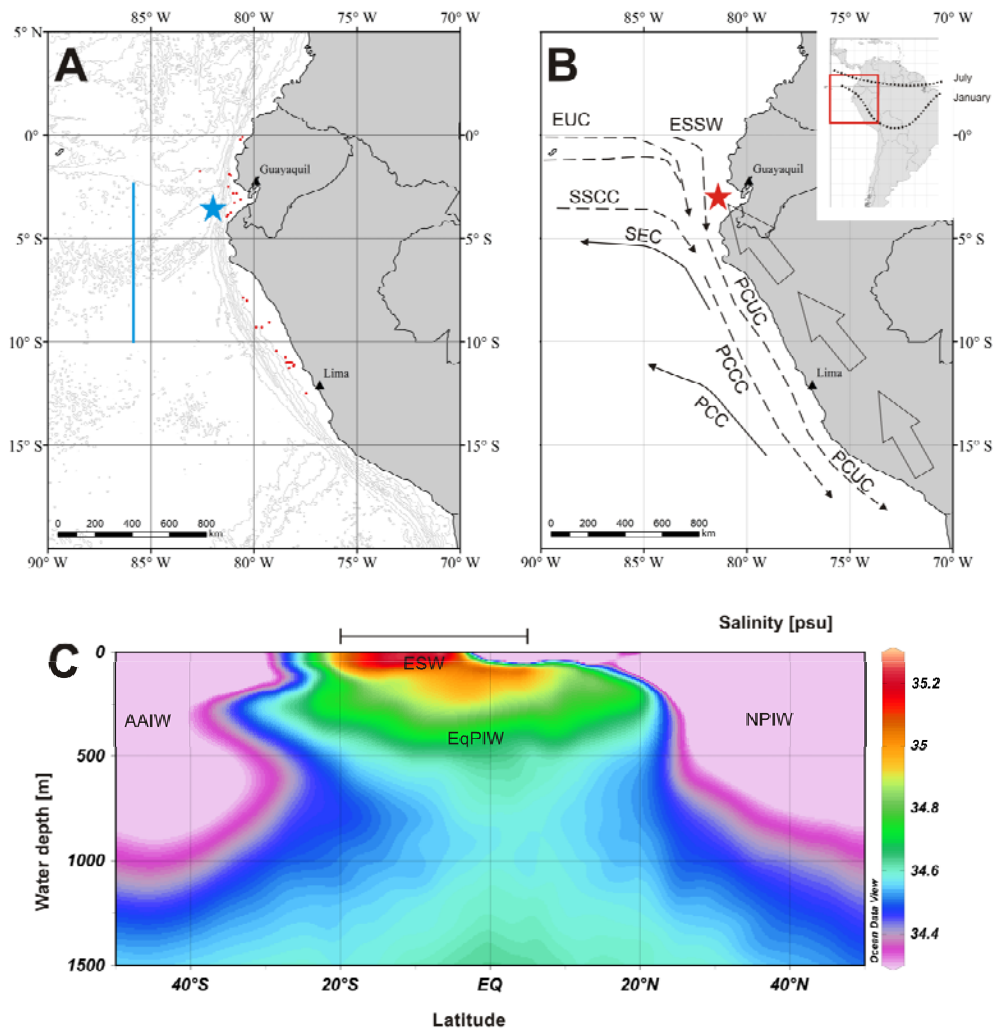 85° W 80° W 75° W 70° W
5° N
0°
5° S
10° S
15° S
A
Guayaquil
Lima
0 200 400 600 800
km
90° W 85° W 80° W 75° W 70° W
85° W 80° W 75° W 70° W
B
July
January
0°
EUC
ESSW
Guayaquil
SSCC
SEC
PCUC
PCCC
Lima
PCC
PCUC
0°
5° S
10° S
15° S
0 200 400 600 800
km
90° W 85° W 80° W 75° W 70° W
Salinity [psu]
C
ESW
AAIW
NPIW
EqPIW
0
500
1000
1500
Water depth [m]
40°S 20°S EQ 20°N 40°N
Latitude
Ocean Data View
35.2
35
34.8
34.6
34.4